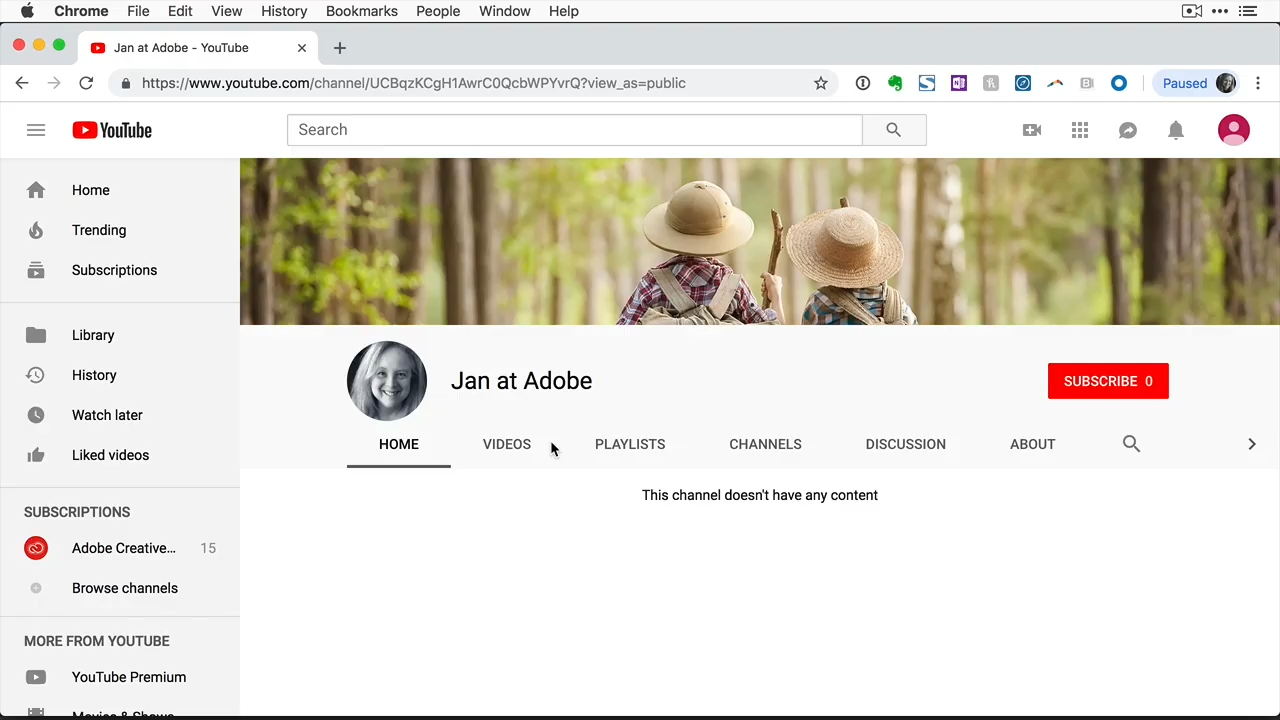 Chrome File Edit View History Bookmarks People Window Help
Jan at Adobe - YouTube
https://www.youtube.com/channel/UCBqzKCgH1AwrC0QcbWPYvrQ?view_as=public
Paused
YouTube
Search
Home
Trending
Subscriptions
Library
History
Watch later
Liked videos
SUBSCRIPTIONS
Adobe Creative... 15
Browse channels
MORE FROM YOUTUBE
YouTube Premium
Movies & Shows
Jan at Adobe
SUBSCRIBE 0
HOME VIDEOS PLAYLISTS CHANNELS DISCUSSION ABOUT
This channel doesn't have any content